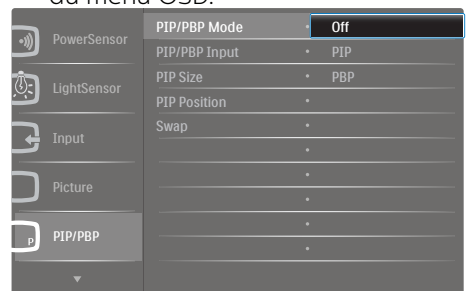 du menu OSD.
PowerSensor
LightSensor
Input
Picture
PIP/PBP
P
PIP/PBP Mode • Off
PIP/PBP Input • PIP
PIP Size • PBP
PIP Position •
Swap •